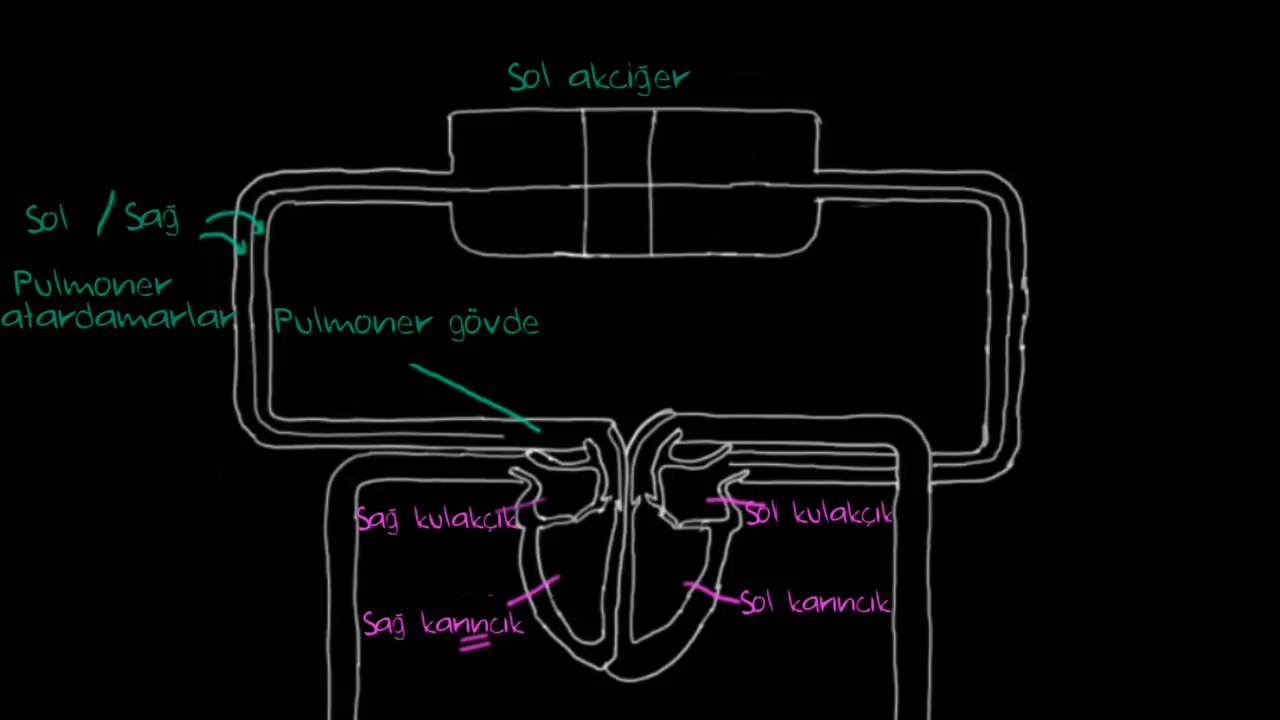 Sol akciğer
Sol / Sağ
Pulmoner
atardamarlar
Pulmoner gövde
Sağ kulakçık
Sol kulakçık
Sağ karıncık
Sol karıncık